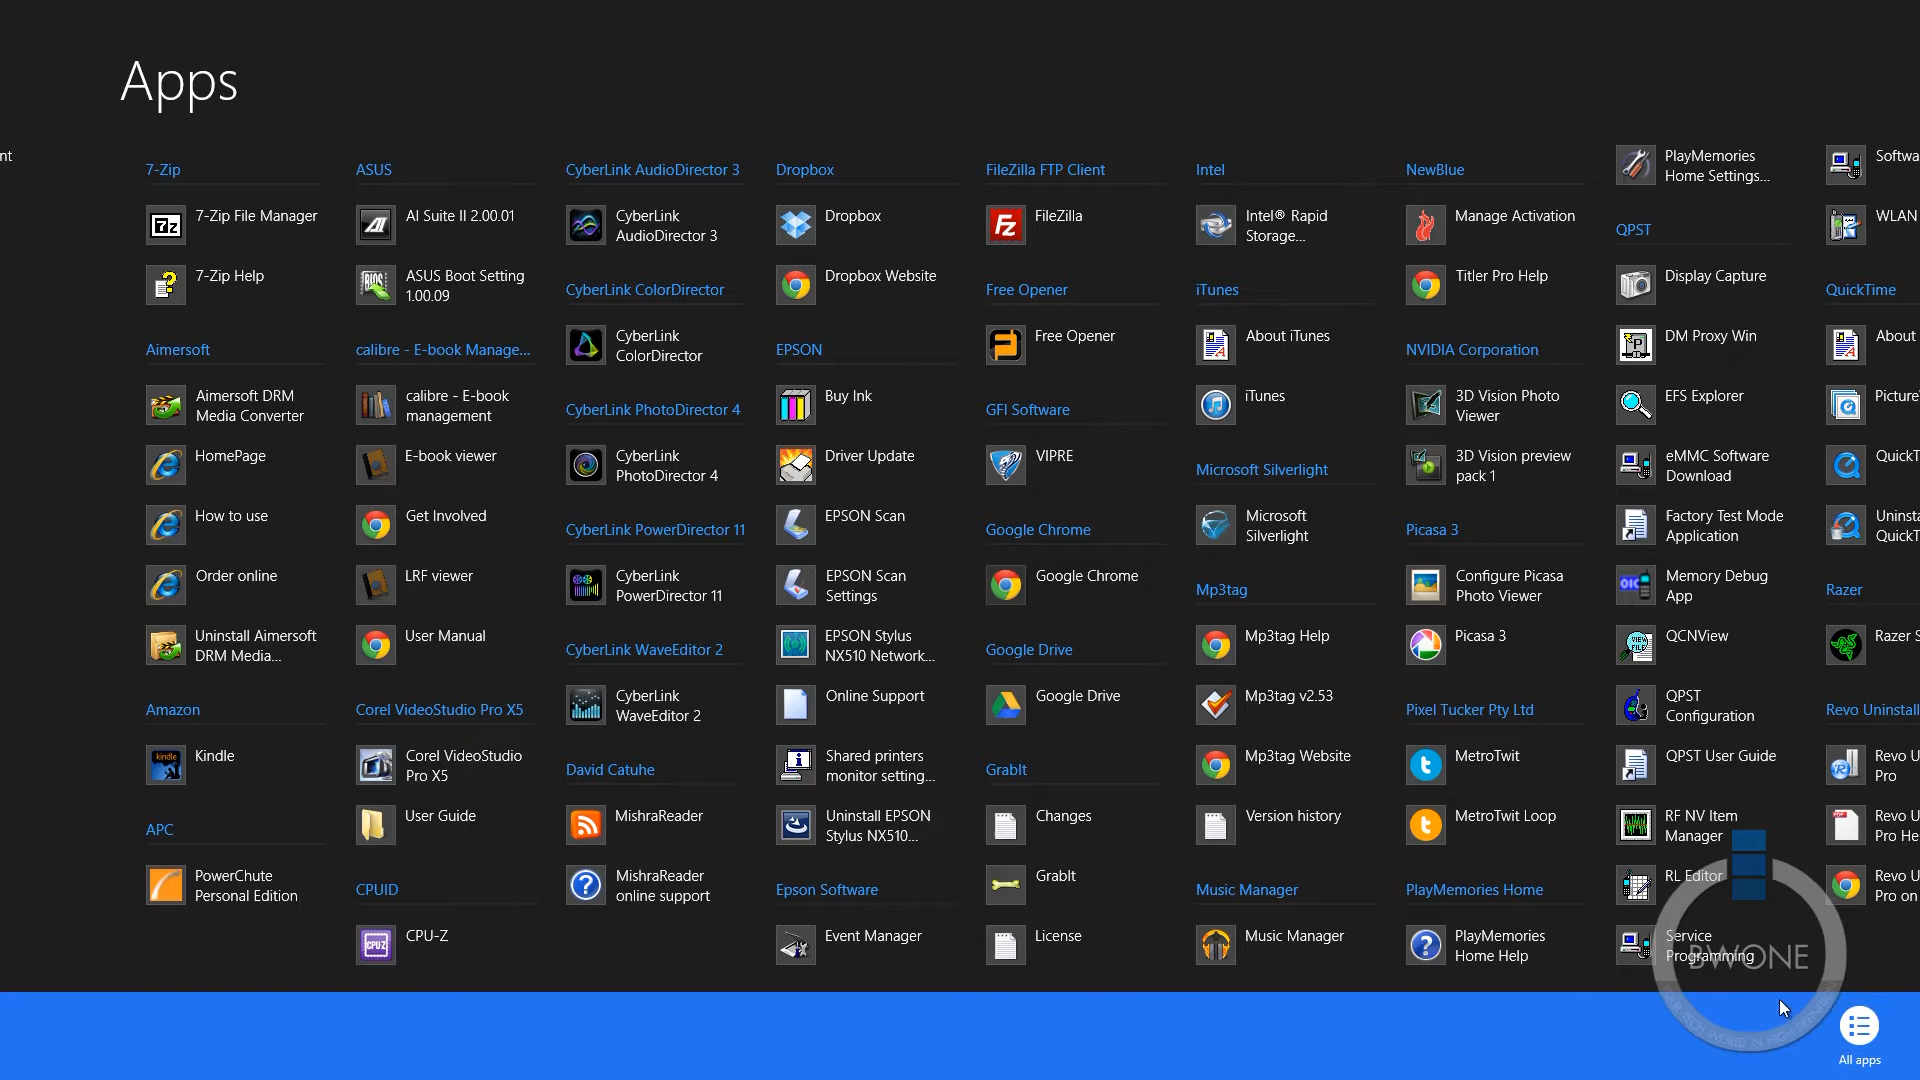 Apps
nt
7-Zip
7-Zip File Manager
7-Zip Help
Aimersoft
Aimersoft DRM
Media Converter
HomePage
How to use
Order online
Uninstall Aimersoft
DRM Media...
Amazon
Kindle
APC
PowerChute
Personal Edition
ASUS
AI Suite II 2.00.01
ASUS Boot Setting
1.00.09
calibre - E-book Manage...
calibre - E-book
management
E-book viewer
Get Involved
LRF viewer
User Manual
Corel VideoStudio Pro X5
Corel VideoStudio
Pro X5
User Guide
CPUID
CPU-Z
CyberLink AudioDirector 3
CyberLink
AudioDirector 3
CyberLink ColorDirector
CyberLink
ColorDirector
CyberLink PhotoDirector 4
CyberLink
PhotoDirector 4
CyberLink PowerDirector 11
CyberLink
PowerDirector 11
CyberLink WaveEditor 2
CyberLink
WaveEditor 2
David Catuhe
MishraReader
MishraReader
online support
Dropbox
Dropbox
Dropbox Website
EPSON
Buy Ink
Driver Update
EPSON Scan
EPSON Scan
Settings
EPSON Stylus
NX510 Network...
Online Support
Shared printers
monitor setting...
Uninstall EPSON
Stylus NX510...
Epson Software
Event Manager
FileZilla FTP Client
FileZilla
Free Opener
Free Opener
GFI Software
VIPRE
Google Chrome
Google Chrome
Google Drive
Google Drive
GrabIt
Changes
GrabIt
License
Intel
Intel® Rapid
Storage...
iTunes
About iTunes
iTunes
Microsoft Silverlight
Microsoft
Silverlight
Mp3tag
Mp3tag Help
Mp3tag v2.53
Mp3tag Website
Version history
Music Manager
Music Manager
NewBlue
Manage Activation
Titler Pro Help
NVIDIA Corporation
3D Vision Photo
Viewer
3D Vision preview
pack 1
Picasa 3
Configure Picasa
Photo Viewer
Picasa 3
Pixel Tucker Pty Ltd
MetroTwit
MetroTwit Loop
PlayMemories Home
PlayMemories
Home Help
PlayMemories
Home Settings...
QPST
Display Capture
DM Proxy Win
EFS Explorer
eMMC Software
Download
Factory Test Mode
Application
Memory Debug
App
QCNView
QPST
Configuration
QPST User Guide
RF NV Item
Manager
RL Editor
Service
Programming
Softwa
WLAN
QuickTime
About
Picture
QuickT
Uninsta
QuickT
Razer
Razer S
Revo Uninstall
Revo U
Pro
Revo U
Pro He
Revo U
Pro on
BWONE
All apps